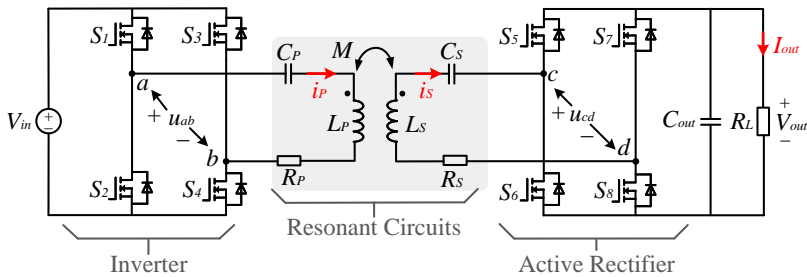 S1 S3 CP M CS S5 S7 Iout
a iP iS c
Vin + − + uab − LP LS + ucd − Cout RL + Vout −
b d
S2 S4 RP RS S6 S8
Resonant Circuits
Inverter Active Rectifier